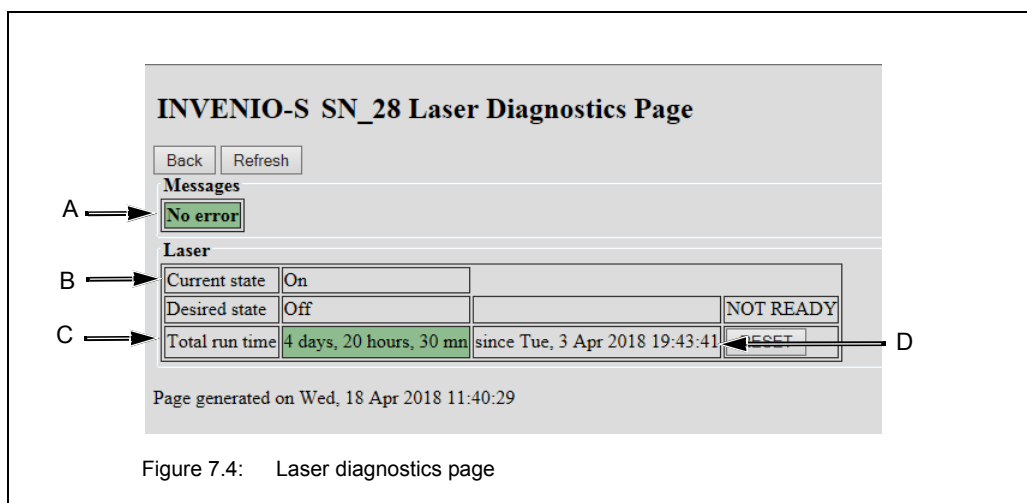 INVENIO-S SN_28 Laser Diagnostics Page
Back Refresh
Messages
A No error
Laser
B Current state On
Desired state Off NOT READY
C Total run time 4 days, 20 hours, 30 mn since Tue, 3 Apr 2018 19:43:41 RESET D
Page generated on Wed, 18 Apr 2018 11:40:29
Figure 7.4: Laser diagnostics page